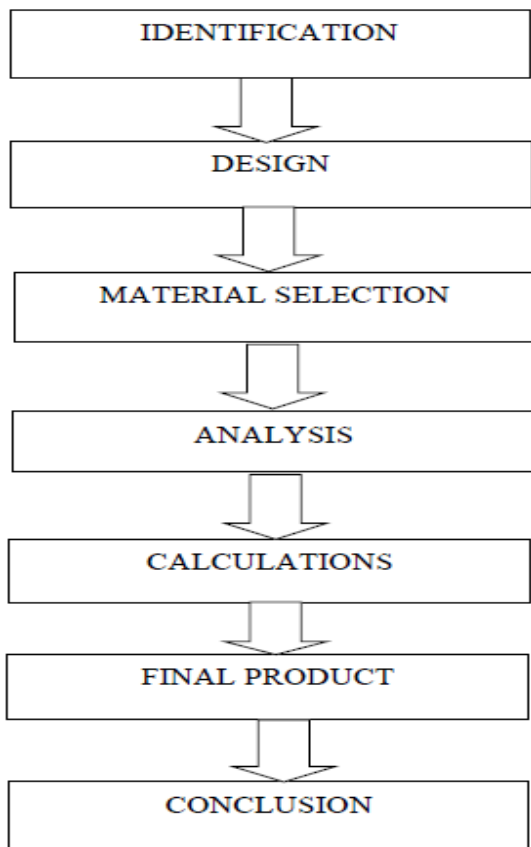 IDENTIFICATION
DESIGN
MATERIAL SELECTION
ANALYSIS
CALCULATIONS
FINAL PRODUCT
CONCLUSION